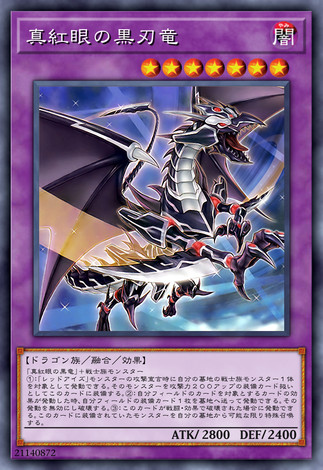 真紅眼の黒刃竜
闇
【ドラゴン族/融合/効果】
「真紅眼の黒竜」+戦士族モンスター
①:「レッドアイズ」モンスターの攻撃宣言時に自分の墓地の戦士族モンスター1体
を対象として発動できる。そのモンスターを攻撃力200アップの装備カード扱い
としてこのカードに装備する。②:自分フィールドのカードを対象とするカードの効
果が発動した時、自分フィールドの装備カード1枚を墓地へ送って発動できる。その
発動を無効にし破壊する。③:このカードが戦闘・効果で破壊された場合に発動でき
る。このカードに装備されていたモンスターを自分の墓地から可能な限り特殊召喚
する。
ATK/ 2800 DEF/2400
21140872